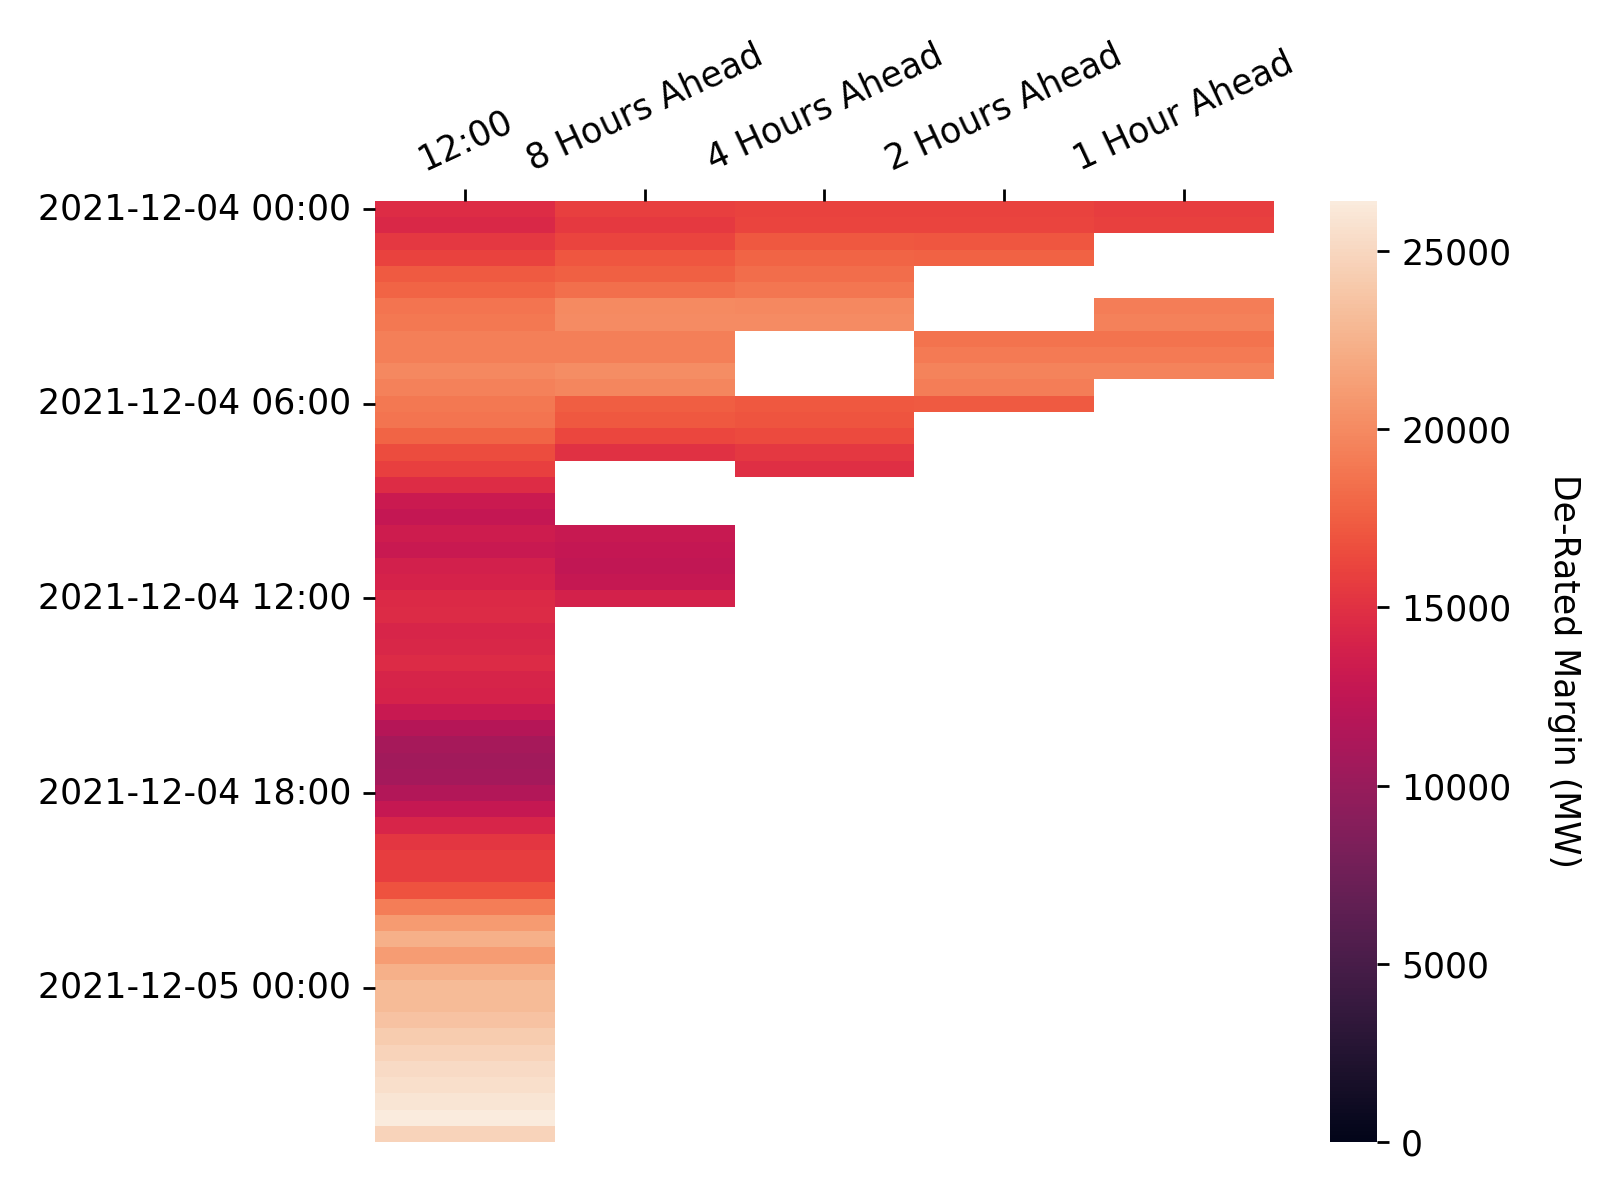 12:00
8 Hours Ahead
4 Hours Ahead
2 Hours Ahead
1 Hour Ahead
2021-12-04 00:00
2021-12-04 06:00
2021-12-04 12:00
2021-12-04 18:00
2021-12-05 00:00
25000
20000
15000
10000
5000
0
De-Rated Margin (MW)